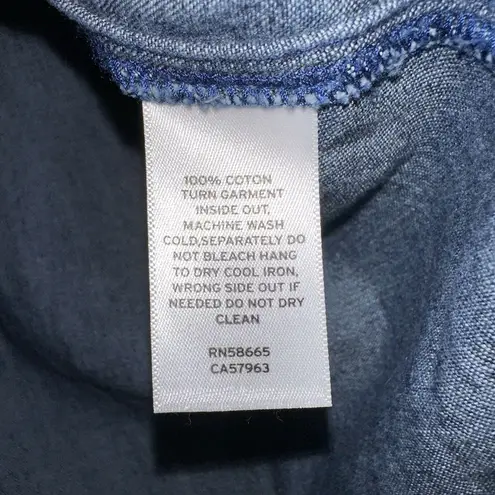 100% COTON
TURN GARMENT
INSIDE OUT,
MACHINE WASH
COLD,SEPARATELY DO
NOT BLEACH HANG
TO DRY COOL IRON,
WRONG SIDE OUT IF
NEEDED DO NOT DRY
CLEAN
RN58665
CA57963